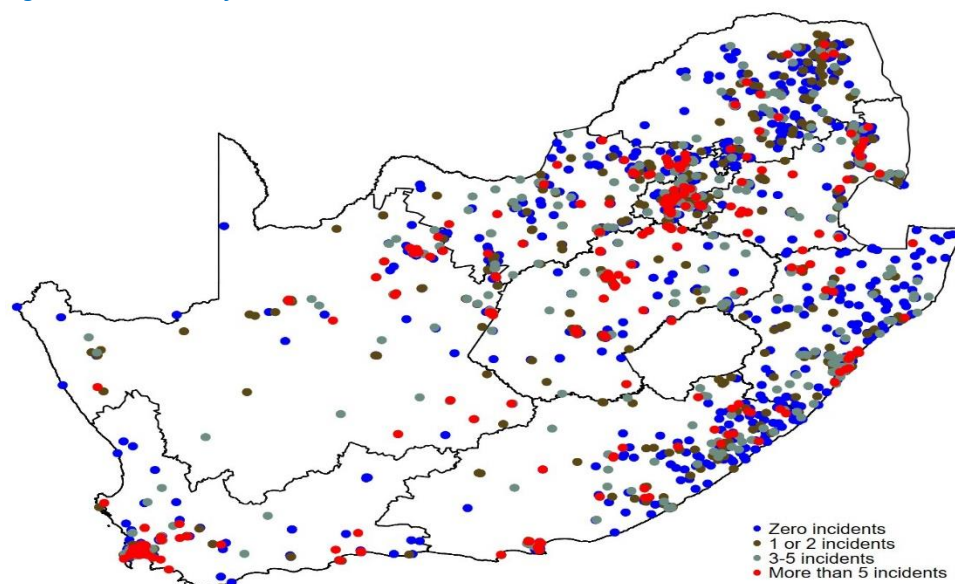 Zero incidents
1 or 2 incidents
3-5 incidents
More than 5 incidents